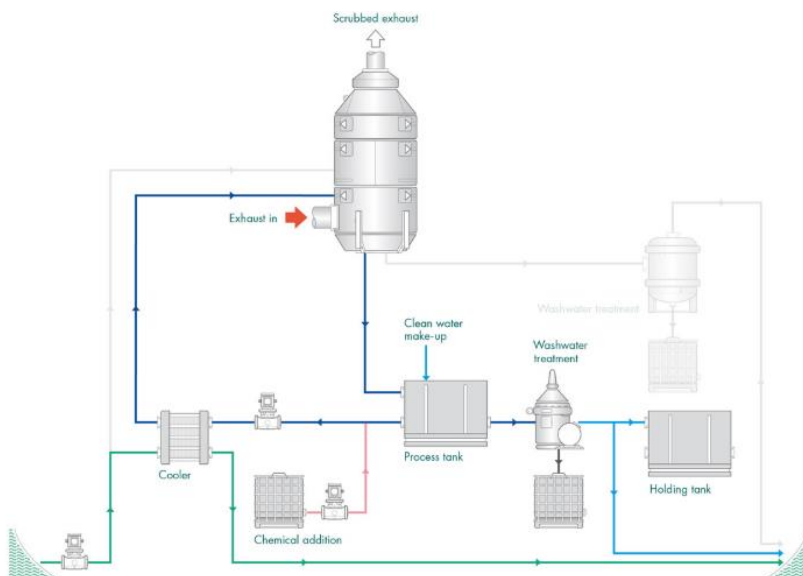 Scrubbed exhaust
Exhaust in
Clean water
make-up
Washwater treatment
Washwater
treatment
Process tank
Cooler
Holding tank
Chemical addition